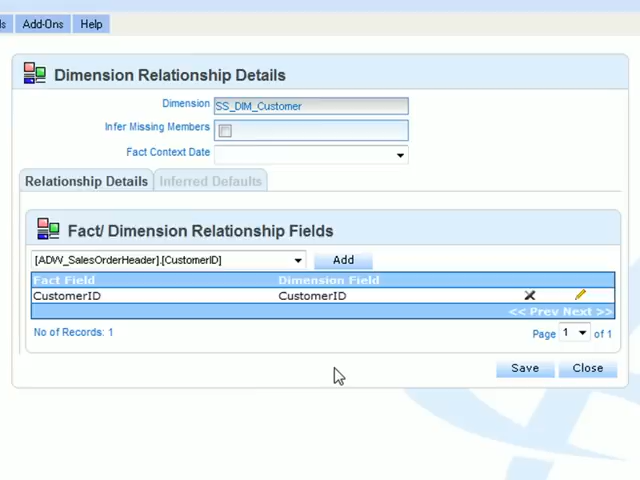 ls Add-Ons Help
Dimension Relationship Details
Dimension SS_DIM_Customer
Infer Missing Members
Fact Context Date
Relationship Details Inferred Defaults
Fact/ Dimension Relationship Fields
[ADW_SalesOrderHeader].[CustomerID] Add
Fact Field Dimension Field
CustomerID CustomerID
<< Prev Next >>
No of Records: 1 Page 1 of 1
Save Close